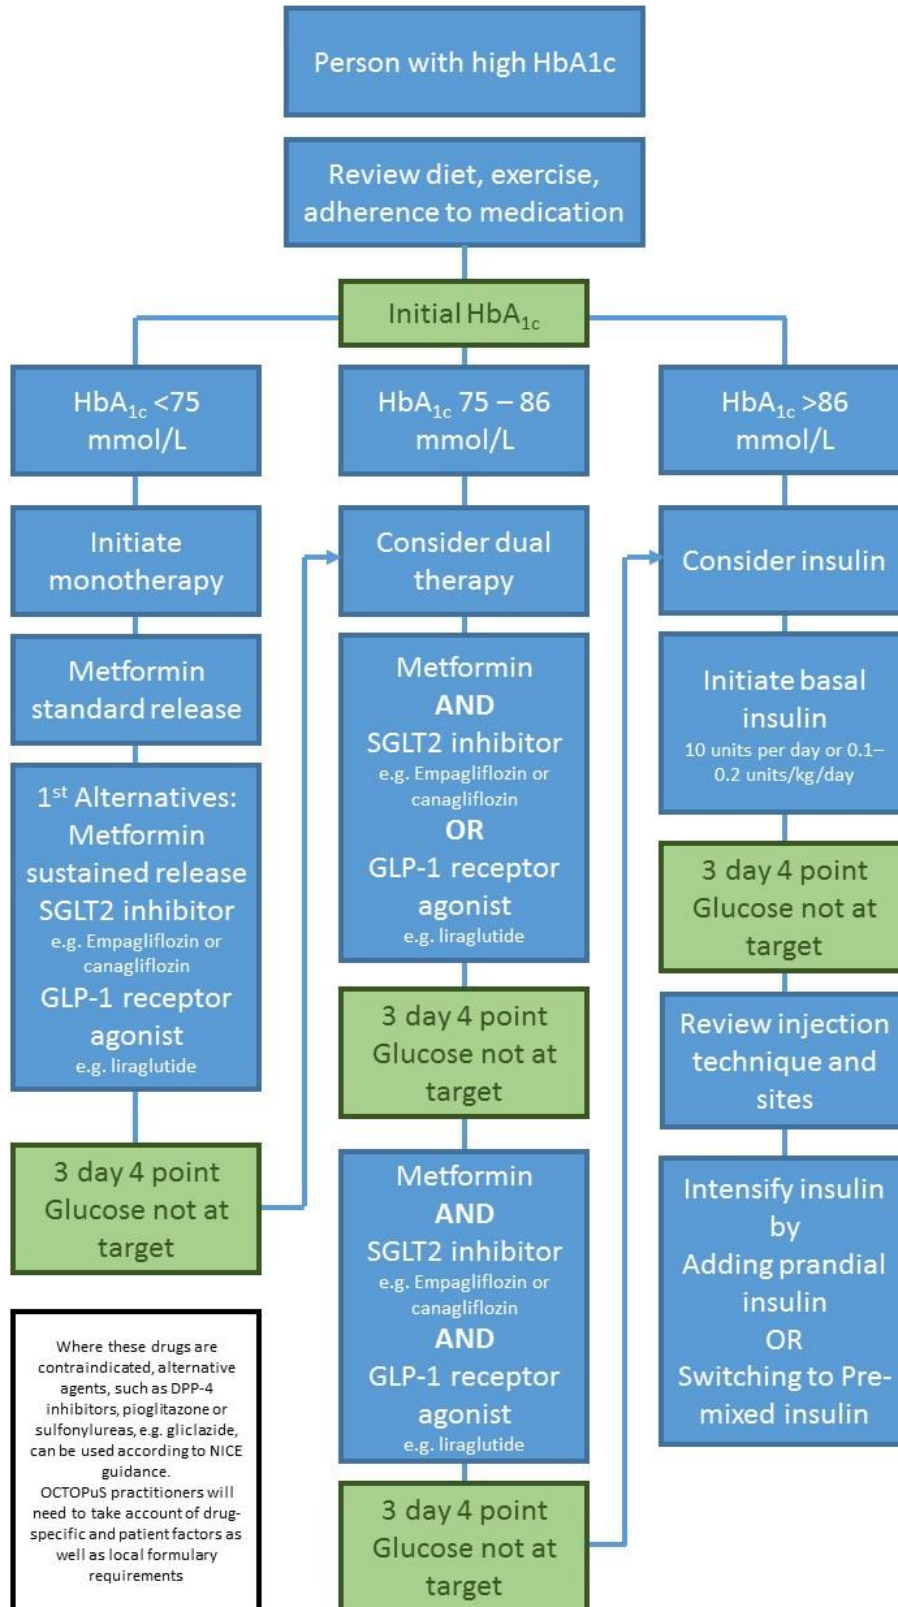 Person with high HbA1c
Review diet, exercise,
adherence to medication
Initial HbA1c
HbA1c <75
mmol/L
Initiate
monotherapy
Metformin
standard release
1st Alternatives:
Metformin
sustained release
SGLT2 inhibitor
e.g. Empagliflozin or
canagliflozin
GLP-1 receptor
agonist
e.g. liraglutide
3 day 4 point
Glucose not at
target
HbA1c 75 – 86
mmol/L
Consider dual
therapy
Metformin
AND
SGLT2 inhibitor
e.g. Empagliflozin or
canagliflozin
OR
GLP-1 receptor
agonist
e.g. liraglutide
3 day 4 point
Glucose not at
target
Metformin
AND
SGLT2 inhibitor
e.g. Empagliflozin or
canagliflozin
AND
GLP-1 receptor
agonist
e.g. liraglutide
3 day 4 point
Glucose not at
target
HbA1c >86
mmol/L
Consider insulin
Initiate basal
insulin
10 units per day or 0.1–
0.2 units/kg/day
3 day 4 point
Glucose not at
target
Review injection
technique and
sites
Intensify insulin
by
Adding prandial
insulin
OR
Switching to Pre-
mixed insulin
Where these drugs are
contraindicated, alternative
agents, such as DPP-4
inhibitors, pioglitazone or
sulfonylureas, e.g. gliclazide,
can be used according to NICE
guidance.
OCTOPuS practitioners will
need to take account of drug-
specific and patient factors as
well as local formulary
requirements